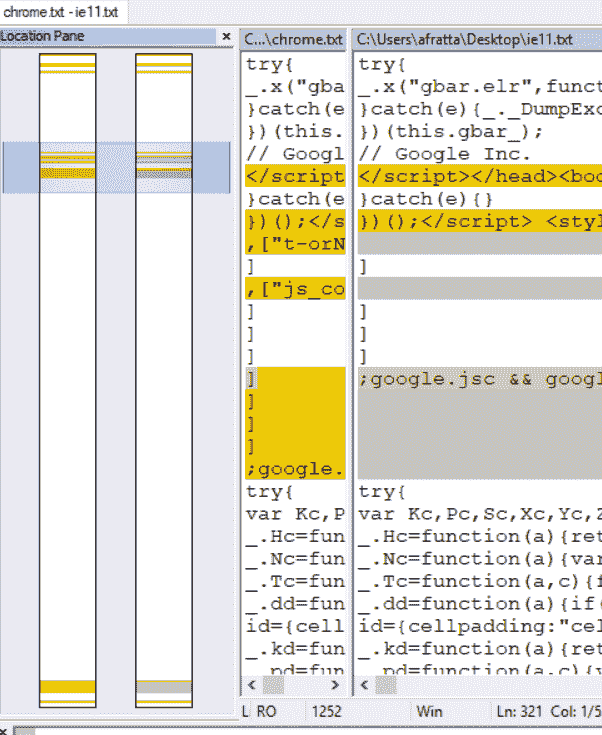 chrome.txt - ie11.txt
Location Pane
C...\chrome.txt
try{
_.x("gba
}catch(e
})(this.
// Googl
</script
}catch(e
})();</s
,["t-orN
]
,["js_co
]
]
]
]
]
]
]
;google.
try{
var Kc,P
_.Hc=fun
_.Nc=fun
_.Tc=fun
_.dd=fun
id={cell
_.kd=fun
_.pd=fun
C:\Users\afratta\Desktop\ie11.txt
try{
_.x("gbar.elr",funct
}catch(e){_._DumpExc
})(this.gbar_);
// Google Inc.
</script></head><boo
}catch(e){}
})();</script> <styl
]
]
]
]
;google.jsc && googl
try{
var Kc,Pc,Sc,Xc,Yc,Z
_.Hc=function(a){ret
_.Nc=function(a){var
_.Tc=function(a,c){f
_.dd=function(a){if(
id={cellpadding:"cel
_.kd=function(a){ret
_.pd=function(a,c){v
L RO 1252 Win Ln: 321 Col: 1/5